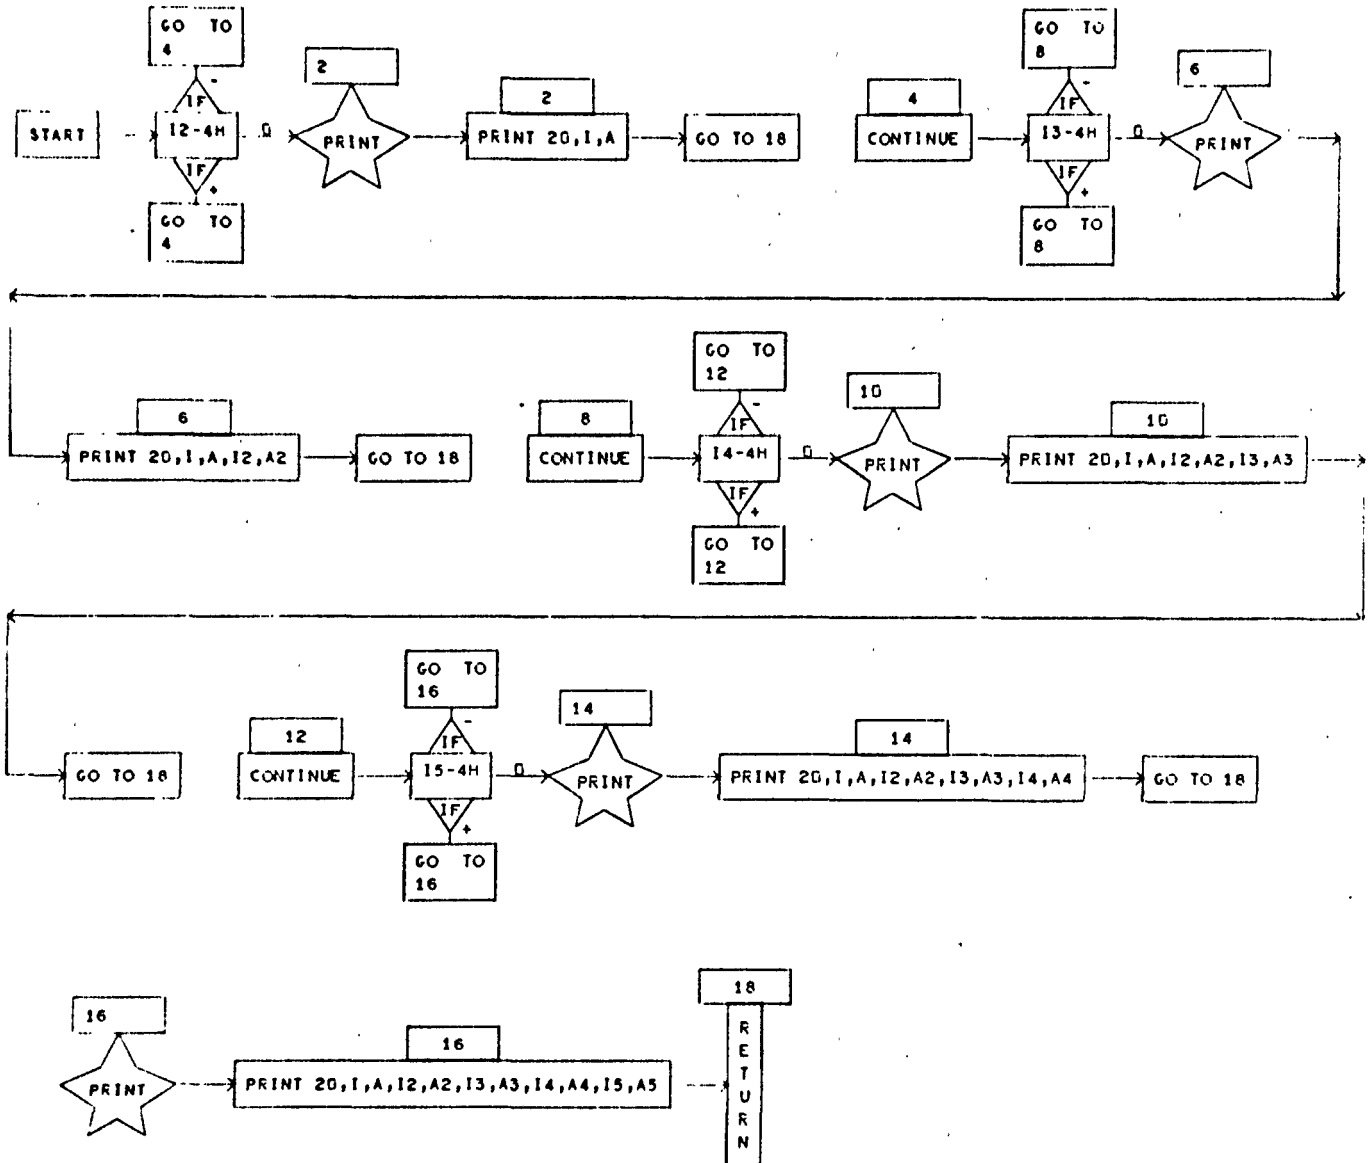 GO TO
4
2
IF -
START
I2-4H
0
PRINT
2
PRINT 20,I,A
GO TO 18
IF +
GO TO
4
GO TO
8
4
IF -
CONTINUE
I3-4H
0
6
PRINT
IF +
GO TO
8
6
PRINT 20,I,A,I2,A2
GO TO 18
GO TO
12
8
IF -
CONTINUE
I4-4H
0
10
PRINT
10
PRINT 20,I,A,I2,A2,I3,A3
IF +
GO TO
12
GO TO 18
GO TO
16
12
IF -
CONTINUE
I5-4H
0
14
PRINT
14
PRINT 20,I,A,I2,A2,I3,A3,I4,A4
GO TO 18
IF +
GO TO
16
16
PRINT
16
PRINT 20,I,A,I2,A2,I3,A3,I4,A4,I5,A5
18
RETURN